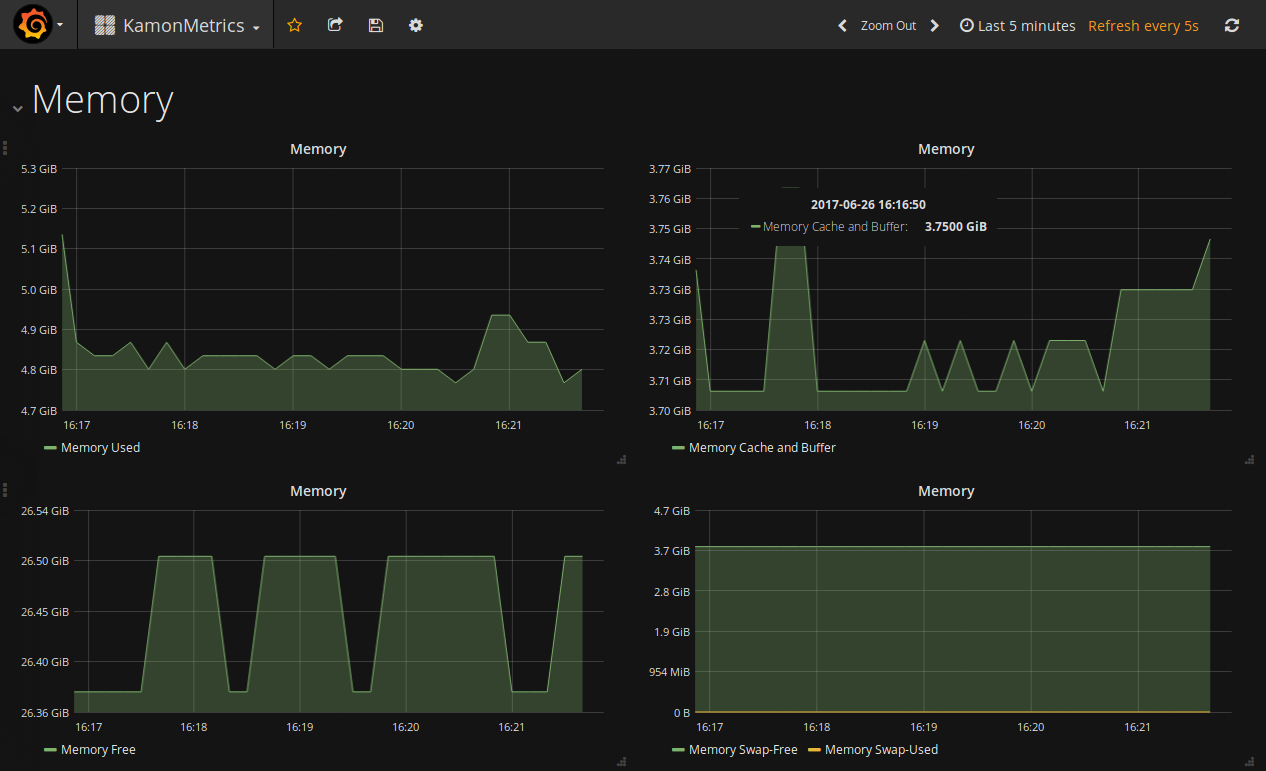 KamonMetrics
Zoom Out
Last 5 minutes
Refresh every 5s
Memory
Memory
5.3 GiB
5.2 GiB
5.1 GiB
5.0 GiB
4.9 GiB
4.8 GiB
4.7 GiB
16:17 16:18 16:19 16:20 16:21
Memory Used
Memory
3.77 GiB
3.76 GiB
3.75 GiB
3.74 GiB
3.73 GiB
3.73 GiB
3.72 GiB
3.71 GiB
3.70 GiB
2017-06-26 16:16:50
Memory Cache and Buffer: 3.7500 GiB
16:17 16:18 16:19 16:20 16:21
Memory Cache and Buffer
Memory
26.54 GiB
26.50 GiB
26.45 GiB
26.40 GiB
26.36 GiB
16:17 16:18 16:19 16:20 16:21
Memory Free
Memory
4.7 GiB
3.7 GiB
2.8 GiB
1.9 GiB
954 MiB
0 B
16:17 16:18 16:19 16:20 16:21
Memory Swap-Free Memory Swap-Used